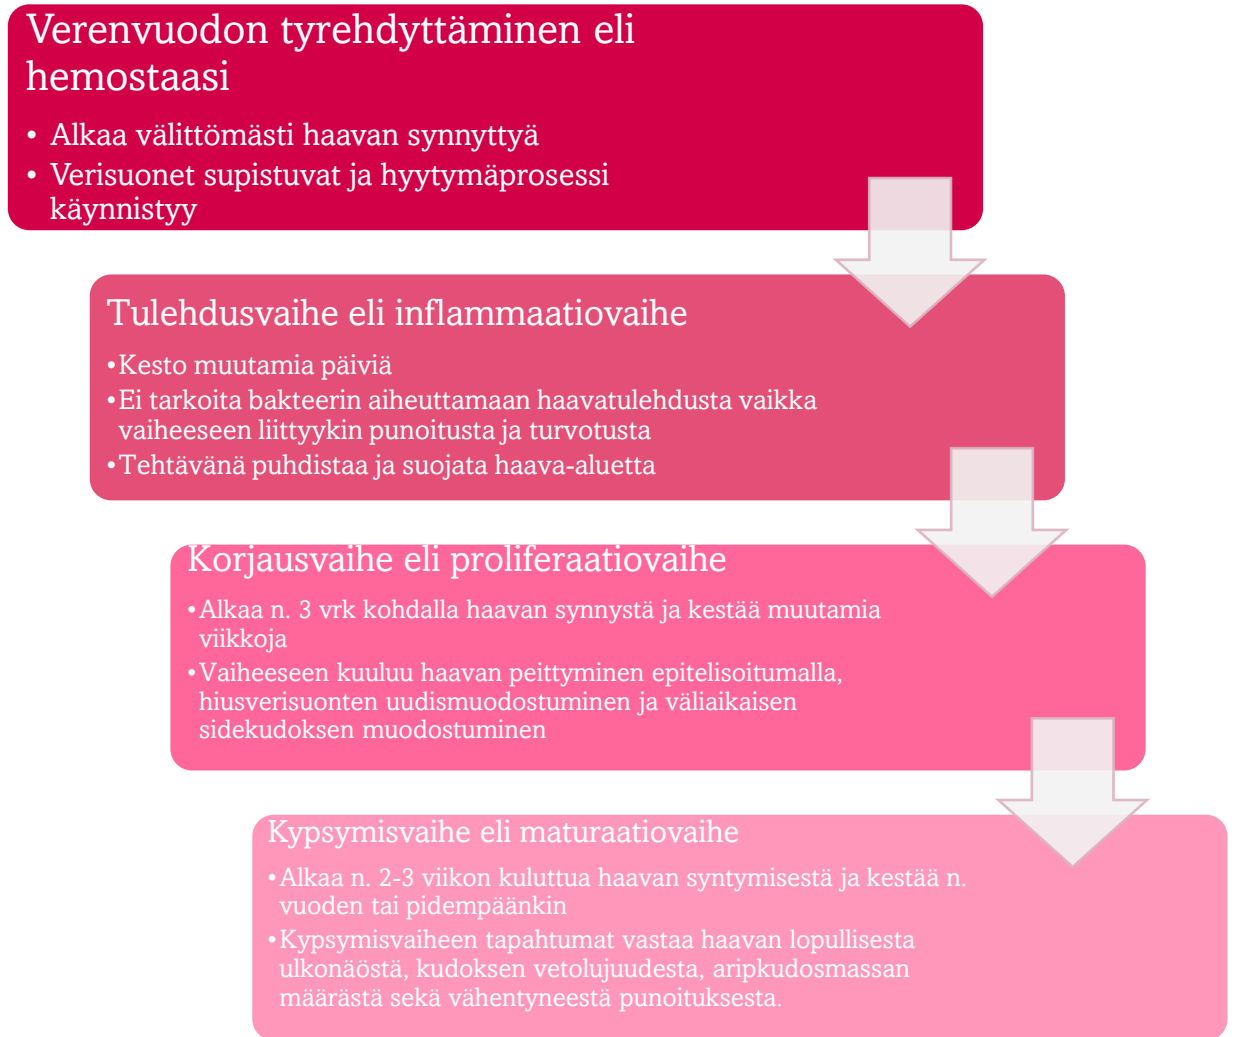 Verenvuodon tyrehdyttäminen eli
hemostaasi
• Alkaa välittömästi haavan synnyttyä
• Verisuonet supistuvat ja hyytymäprosessi
käynnistyy
Tulehdusvaihe eli inflammaatiovaihe
•Kesto muutamia päiviä
•Ei tarkoita bakteerin aiheuttamaan haavatulehdusta vaikka
vaiheeseen liittyykin punoitusta ja turvotusta
•Tehtävänä puhdistaa ja suojata haava-aluetta
Korjausvaihe eli proliferaatiovaihe
•Alkaa n. 3 vrk kohdalla haavan synnystä ja kestää muutamia
viikkoja
•Vaiheeseen kuuluu haavan peittyminen epitelisoitumalla,
hiusverisuonten uudismuodostuminen ja väliaikaisen
sidekudoksen muodostuminen
Kypsymisvaihe eli maturaatiovaihe
•Alkaa n. 2-3 viikon kuluttua haavan syntymisestä ja kestää n.
vuoden tai pidempäänkin
•Kypsymisvaiheen tapahtumat vastaa haavan lopullisesta
ulkonäöstä, kudoksen vetolujuudesta, aripkudosmassan
määrästä sekä vähentyneestä punoituksesta.